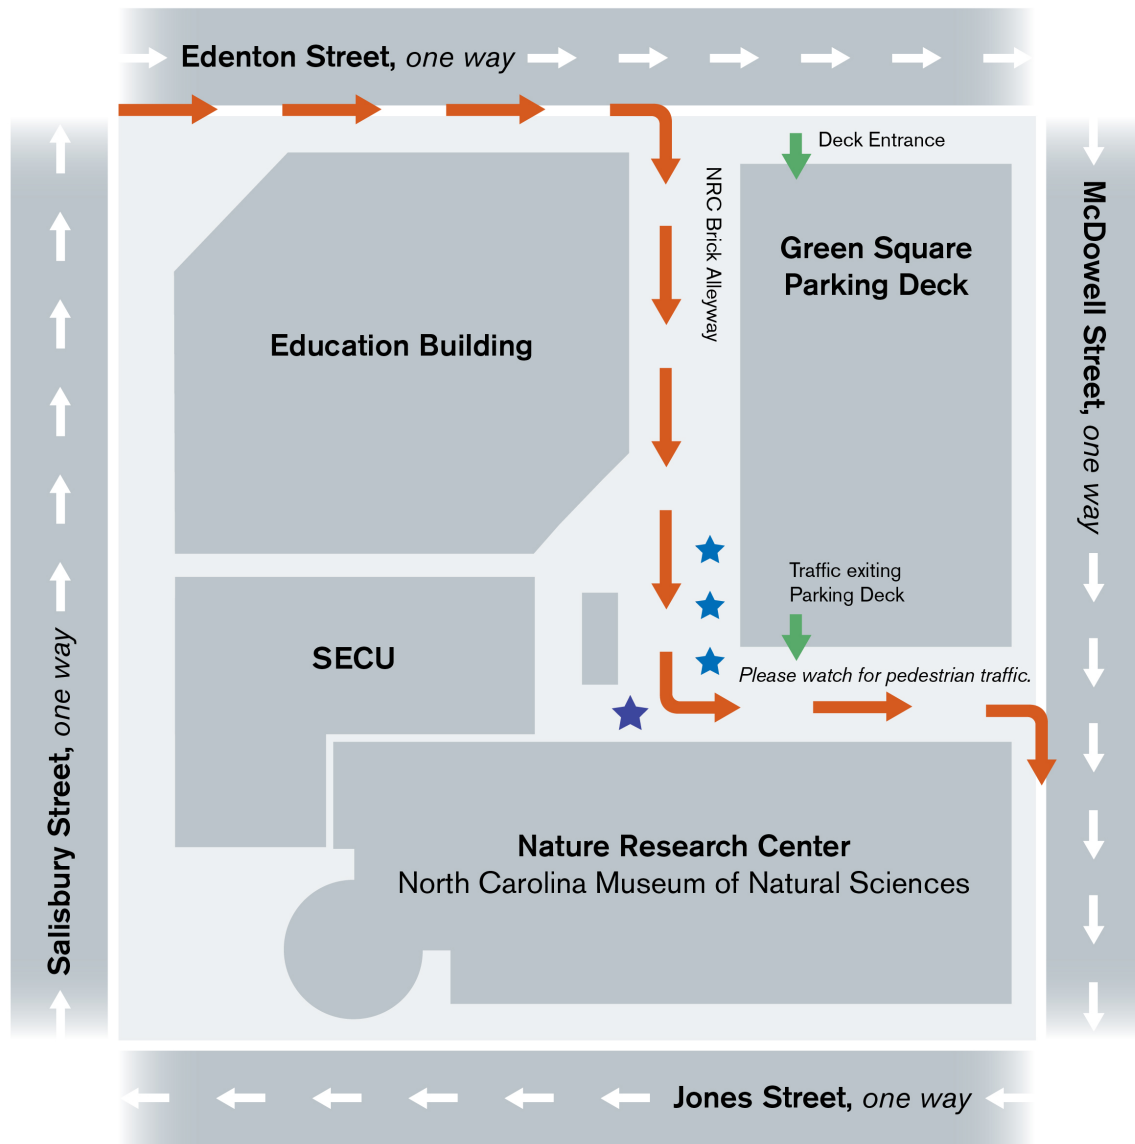 Edenton Street, one way
Deck Entrance
NRC Brick Alleyway
Green Square
Parking Deck
McDowell Street, one way
Education Building
Traffic exiting
Parking Deck
SECU
Please watch for pedestrian traffic.
Salisbury Street, one way
Nature Research Center
North Carolina Museum of Natural Sciences
Jones Street, one way